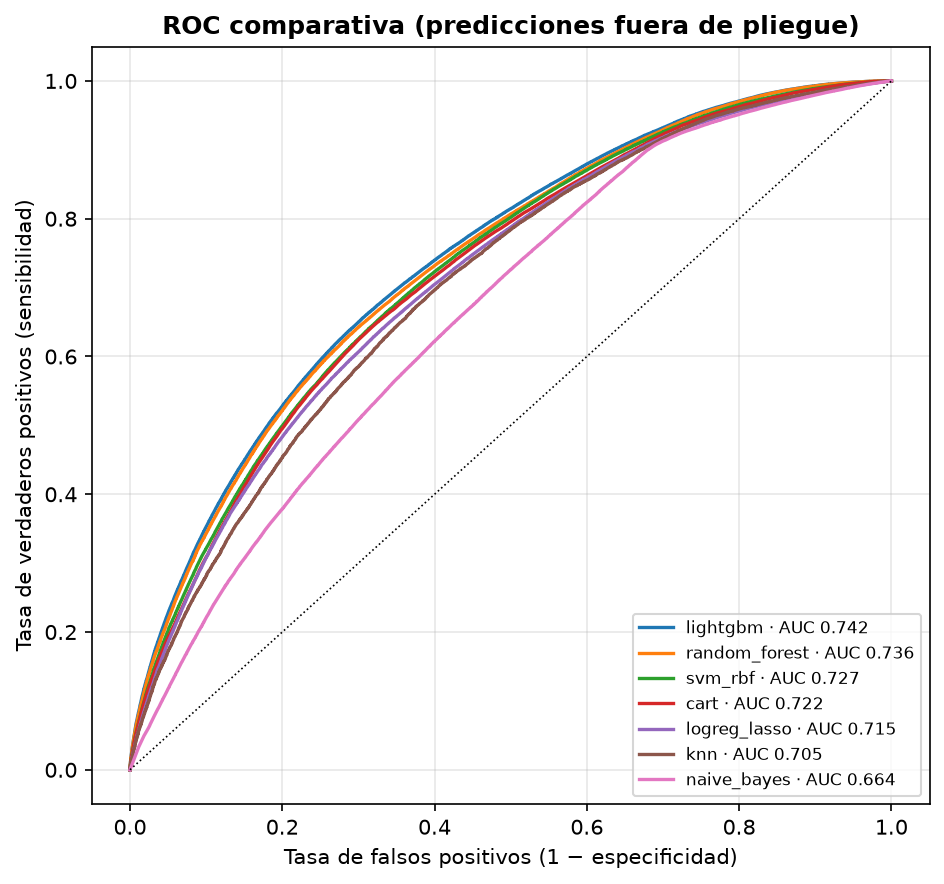 ROC comparativa (predicciones fuera de pliegue)
Tasa de verdaderos positivos (sensibilidad)
1.0
0.8
0.6
0.4
0.2
0.0
lightgbm · AUC 0.742
random_forest · AUC 0.736
svm_rbf · AUC 0.727
cart · AUC 0.722
logreg_lasso · AUC 0.715
knn · AUC 0.705
naive_bayes · AUC 0.664
0.0 0.2 0.4 0.6 0.8 1.0
Tasa de falsos positivos (1 − especificidad)